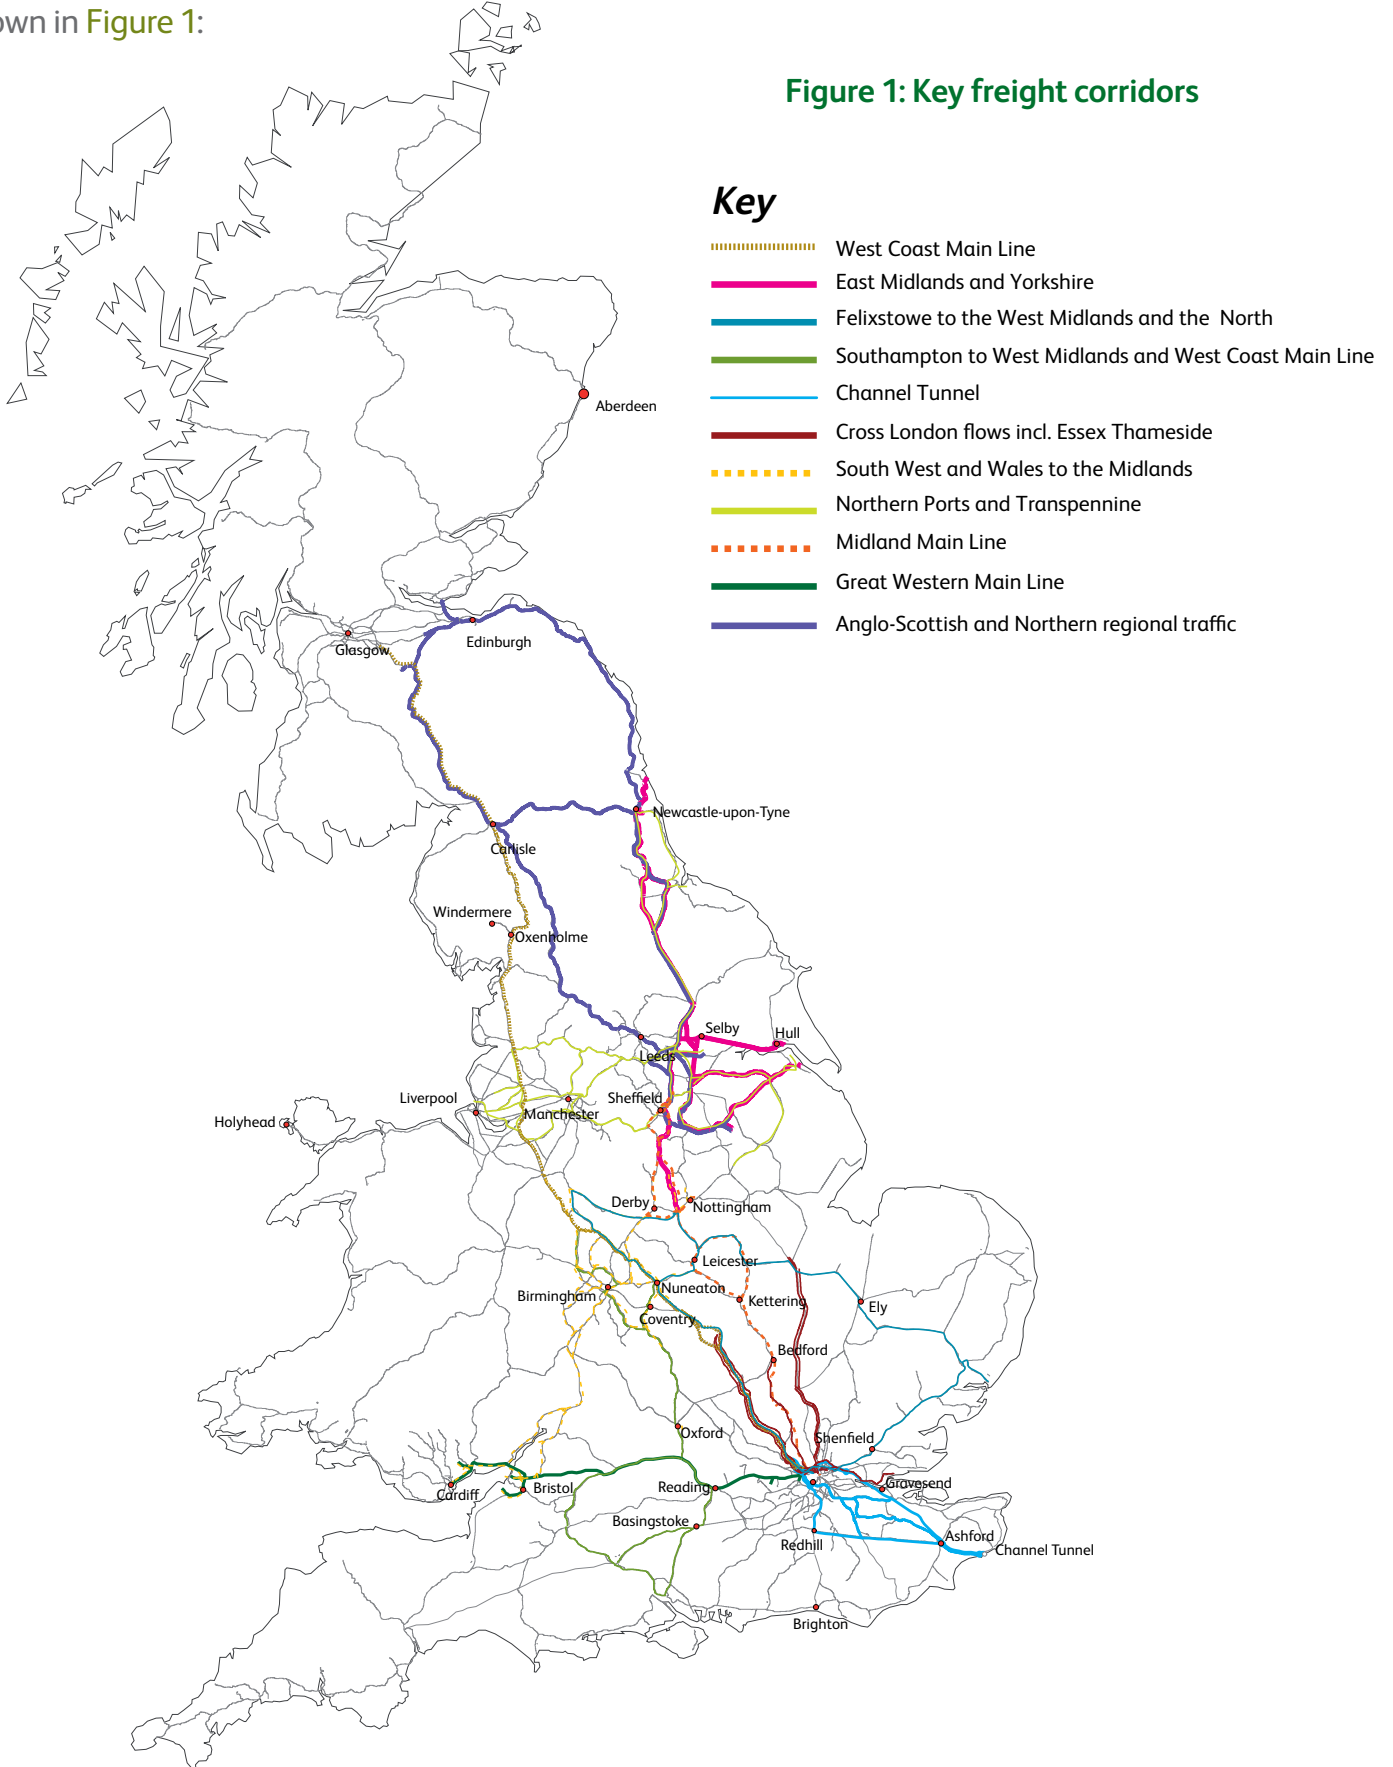 own in Figure 1:
Figure 1: Key freight corridors
Key
West Coast Main Line
East Midlands and Yorkshire
Felixstowe to the West Midlands and the North
Southampton to West Midlands and West Coast Main Line
Channel Tunnel
Cross London flows incl. Essex Thameside
South West and Wales to the Midlands
Northern Ports and Transpennine
Midland Main Line
Great Western Main Line
Anglo-Scottish and Northern regional traffic
Aberdeen
Edinburgh
Glasgow
Newcastle-upon-Tyne
Carlisle
Windermere
Oxenholme
Selby
Hull
Leeds
Liverpool
Manchester
Sheffield
Holyhead
Derby
Nottingham
Leicester
Nuneaton
Birmingham
Kettering
Ely
Coventry
Bedford
Oxford
Shenfield
Cardiff
Bristol
Reading
Gravesend
Basingstoke
Redhill
Ashford
Channel Tunnel
Brighton